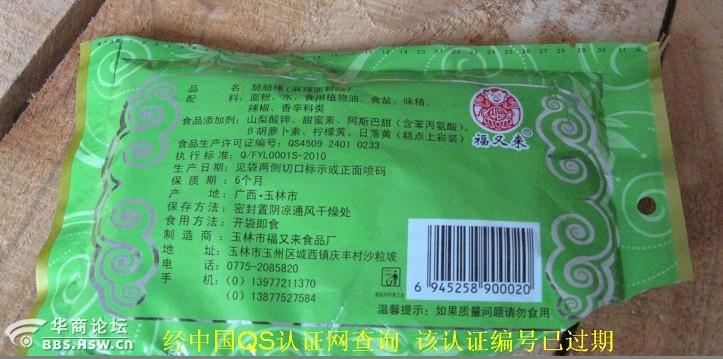 品 名：脆脆棒（麻辣面制品）
配 料：面粉、水、食用植物油、食盐、味精、
辣椒、香辛料类
食品添加剂：山梨酸钾、甜蜜素、阿斯巴甜（含苯丙氨酸）、
β胡萝卜素、柠檬黄、日落黄（糕点上彩装）
食品生产许可证编号：QS4509 2401 0233
执行标准：Q/FYL0001S-2010
生产日期：见袋两侧切口标示或正面喷码
保 质 期：6个月
产 地：广西·玉林市
保存方法：密封置阴凉通风干燥处
食用方法：开袋即食
制 造 商：玉林市福又来食品厂
地 址：玉林市玉州区城西镇庆丰村沙粒坡
电 话：0775-2085820
手 机：（0）13977211370
（0）13877527584
福又来
6 945258 900020
温馨提示：如果质量问题请勿食用
华商论坛
BBS.HSW.CN
经中国QS认证网查询 该认证编号已过期